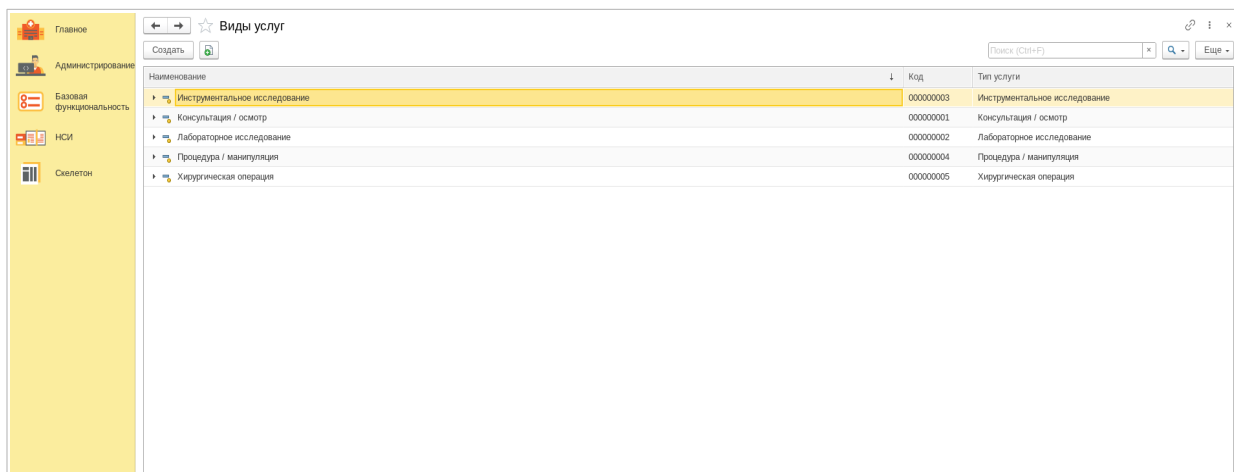 Главное
Администрирование
Базовая
функциональность
НСИ
Скелетон
Виды услуг
Создать
Поиск (Ctrl+F)
×
Еще
Наименование ↓ Код Тип услуги
Инструментальное исследование 000000003 Инструментальное исследование
Консультация / осмотр 000000001 Консультация / осмотр
Лабораторное исследование 000000002 Лабораторное исследование
Процедура / манипуляция 000000004 Процедура / манипуляция
Хирургическая операция 000000005 Хирургическая операция